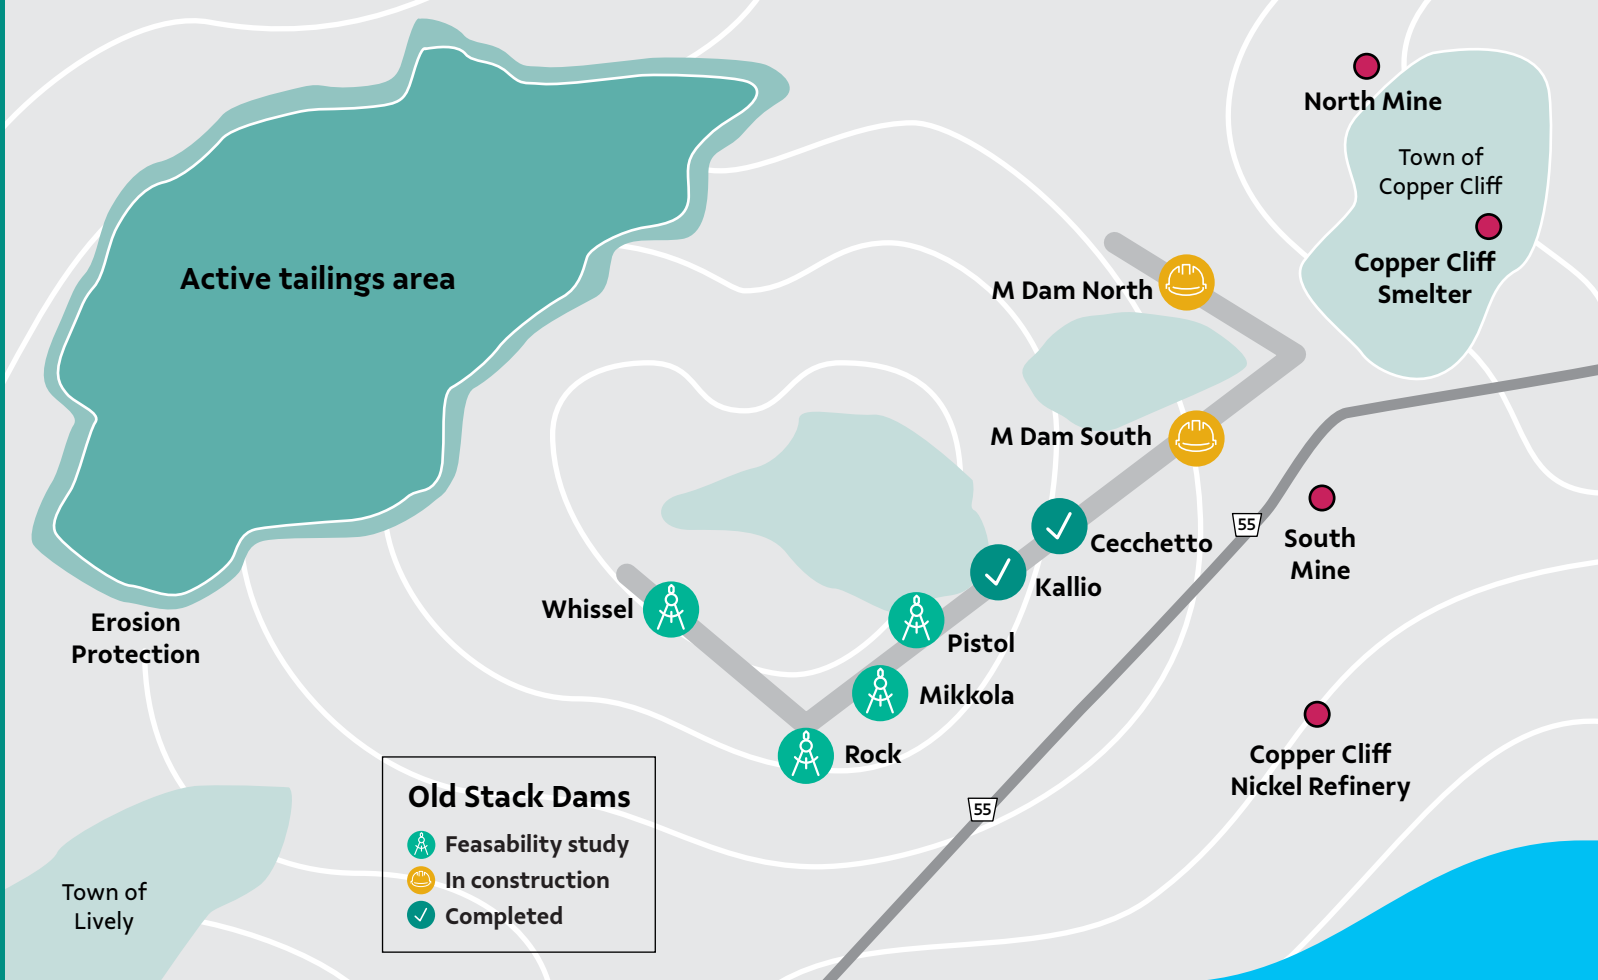 North Mine
Town of
Copper Cliff
Copper Cliff
Smelter
Active tailings area
M Dam North
M Dam South
55
South
Mine
Cecchetto
Kallio
Whissel
Pistol
Erosion
Protection
Mikkola
Rock
Copper Cliff
Nickel Refinery
55
Old Stack Dams
Feasability study
In construction
Completed
Town of
Lively